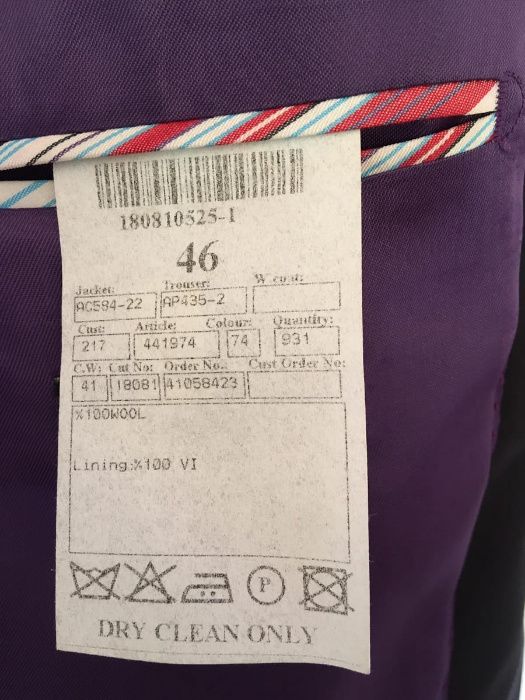 180810525-1
46
Jacket: Trouser: W.coat:
AC584-22 AP435-2
Cust: Article: Colour: Quantity:
217 441974 74 931
C.W: Cut No: Order No.: Cust Order No:
41 18081 41058423
%100WOOL
Lining:%100 VI
P
DRY CLEAN ONLY